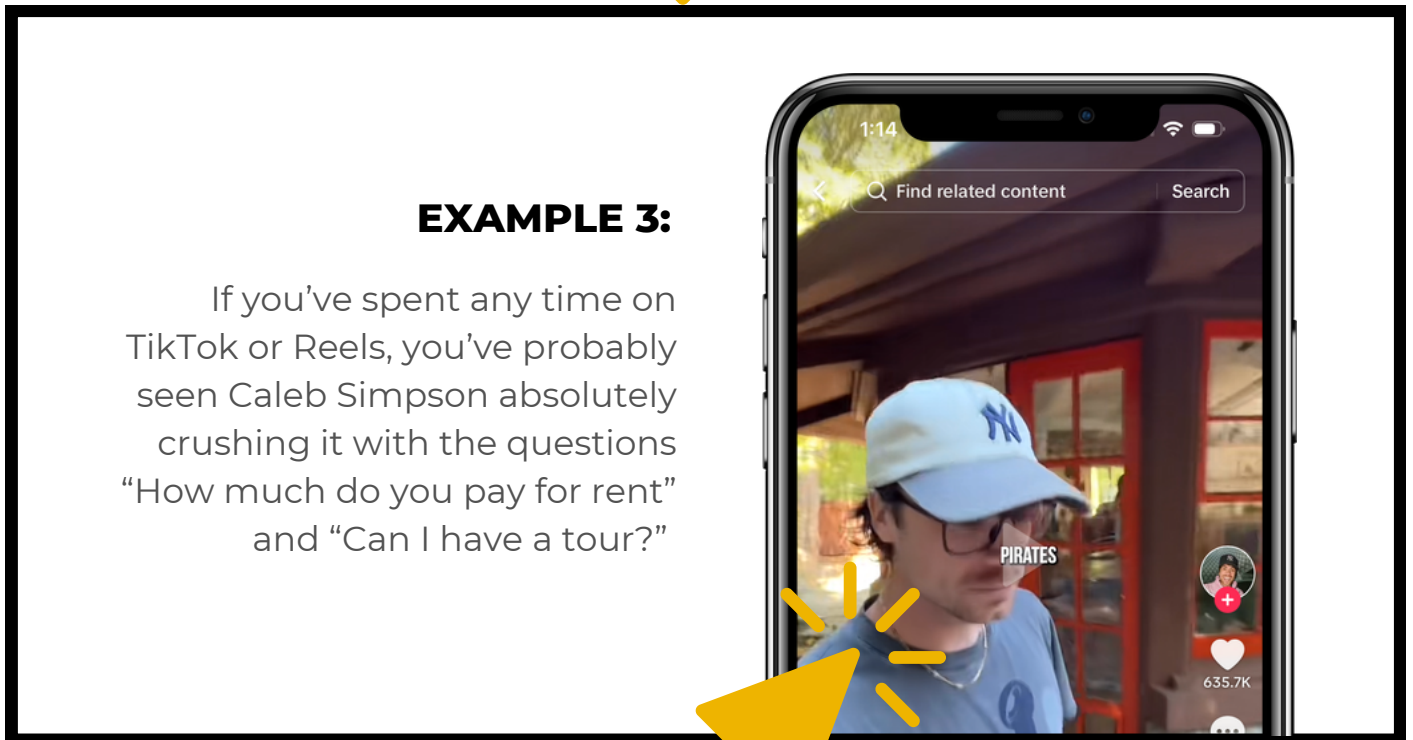 EXAMPLE 3:
If you’ve spent any time on
TikTok or Reels, you’ve probably
seen Caleb Simpson absolutely
crushing it with the questions
“How much do you pay for rent”
and “Can I have a tour?”
1:14
Find related content Search
NY
PIRATES
635.7K